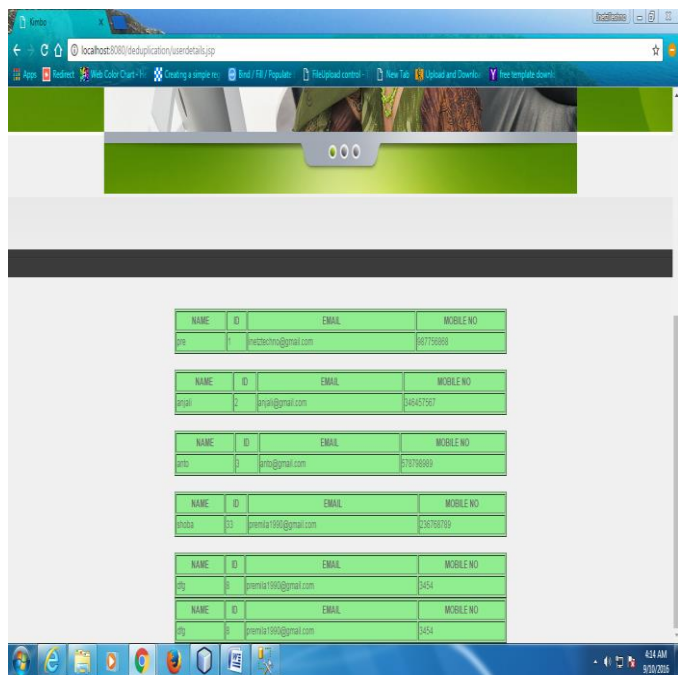 Kimbo
Inetztechno
localhost:8080/deduplication/userdetails.jsp
Apps Redirect Web Color Chart - Hi Creating a simple reg Bind / Fill / Populate FileUpload control - New Tab Upload and Downloa free template downlo
NAME ID EMAIL MOBILE NO
pre 1 inetztechno@gmail.com 987756868
NAME ID EMAIL MOBILE NO
anjali 2 anjali@gmail.com 346457567
NAME ID EMAIL MOBILE NO
anto 3 anto@gmail.com 578798989
NAME ID EMAIL MOBILE NO
shoba 33 premila1990@gmail.com 236768789
NAME ID EMAIL MOBILE NO
dfg 8 premila1990@gmail.com 3454
NAME ID EMAIL MOBILE NO
dfg 8 premila1990@gmail.com 3454
4:14 AM
9/10/2016